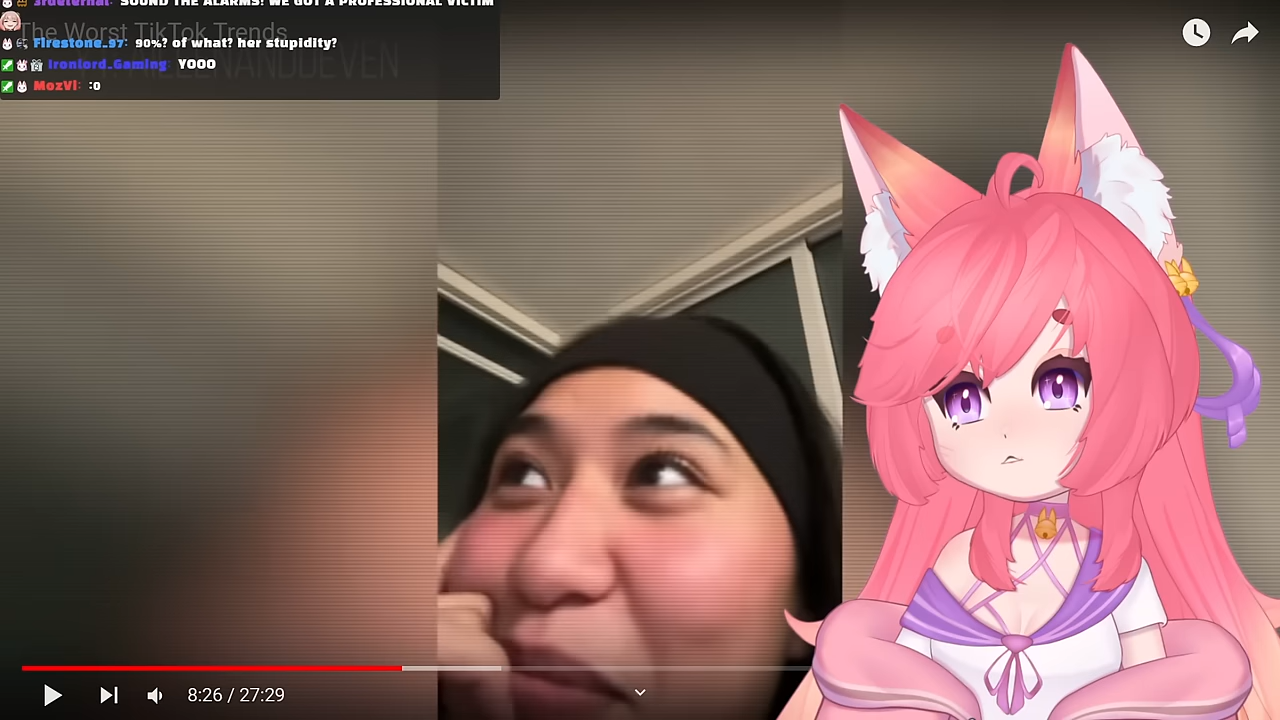 3rdeternal: SOUND THE ALARMS! WE GOT A PROFESSIONAL VICTIM
The Worst TikTok Trends
Firestone_97: 90%? of what? her stupidity?
Ironlord_Gaming: YOOO
MozVi: :o
8:26 / 27:29